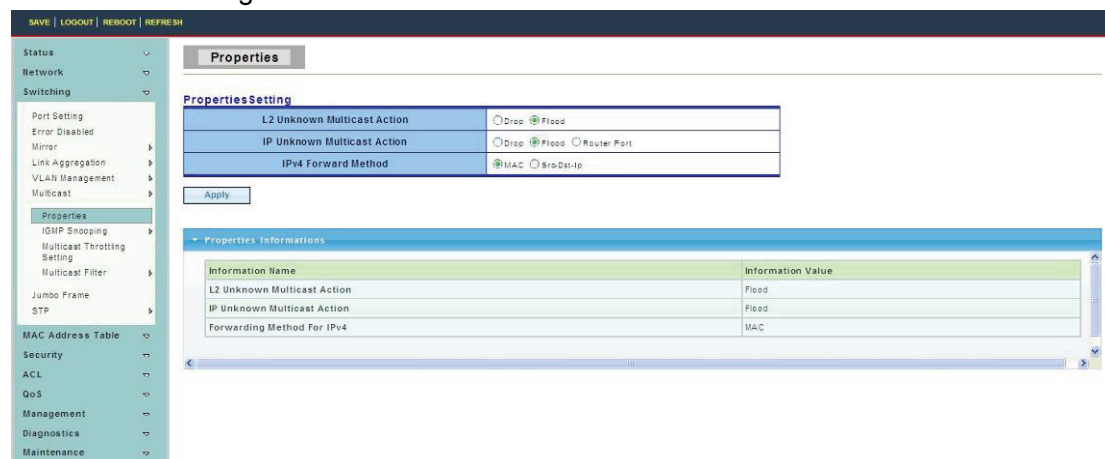 SAVE | LOGOUT | REBOOT | REFRESH
Status
Network
Switching
Port Setting
Error Disabled
Mirror
Link Aggregation
VLAN Management
Multicast
Properties
IGMP Snooping
Multicast Throttling
Setting
Multicast Filter
Jumbo Frame
STP
MAC Address Table
Security
ACL
QoS
Management
Diagnostics
Maintenance
Properties
PropertiesSetting
L2 Unknown Multicast Action Drop Flood
IP Unknown Multicast Action Drop Flood Router Port
IPv4 Forward Method MAC Src-Dst-Ip
Apply
Properties Informations
Information Name Information Value
L2 Unknown Multicast Action Flood
IP Unknown Multicast Action Flood
Forwarding Method For IPv4 MAC